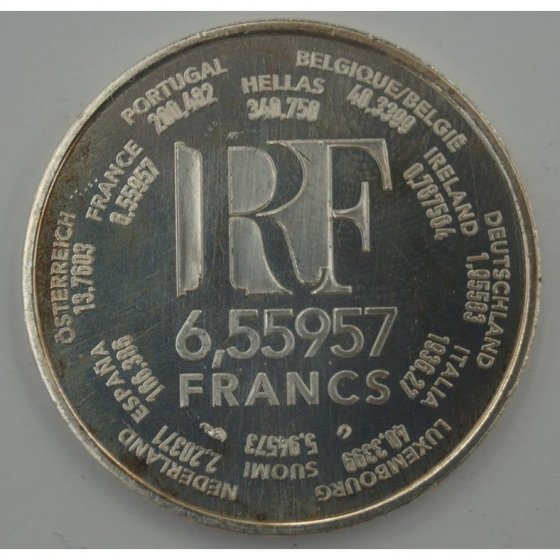 RF
6,55957
FRANCS
HELLAS
340.750
BELGIQUE/BELGIË
40.3399
IRELAND
0.787504
DEUTSCHLAND
1.95583
ITALIA
1936.27
LUXEMBOURG
40.3399
SUOMI
5.94573
NEDERLAND
2.20371
ESPAÑA
166.386
ÖSTERREICH
13.7603
FRANCE
6.55957
PORTUGAL
200.482